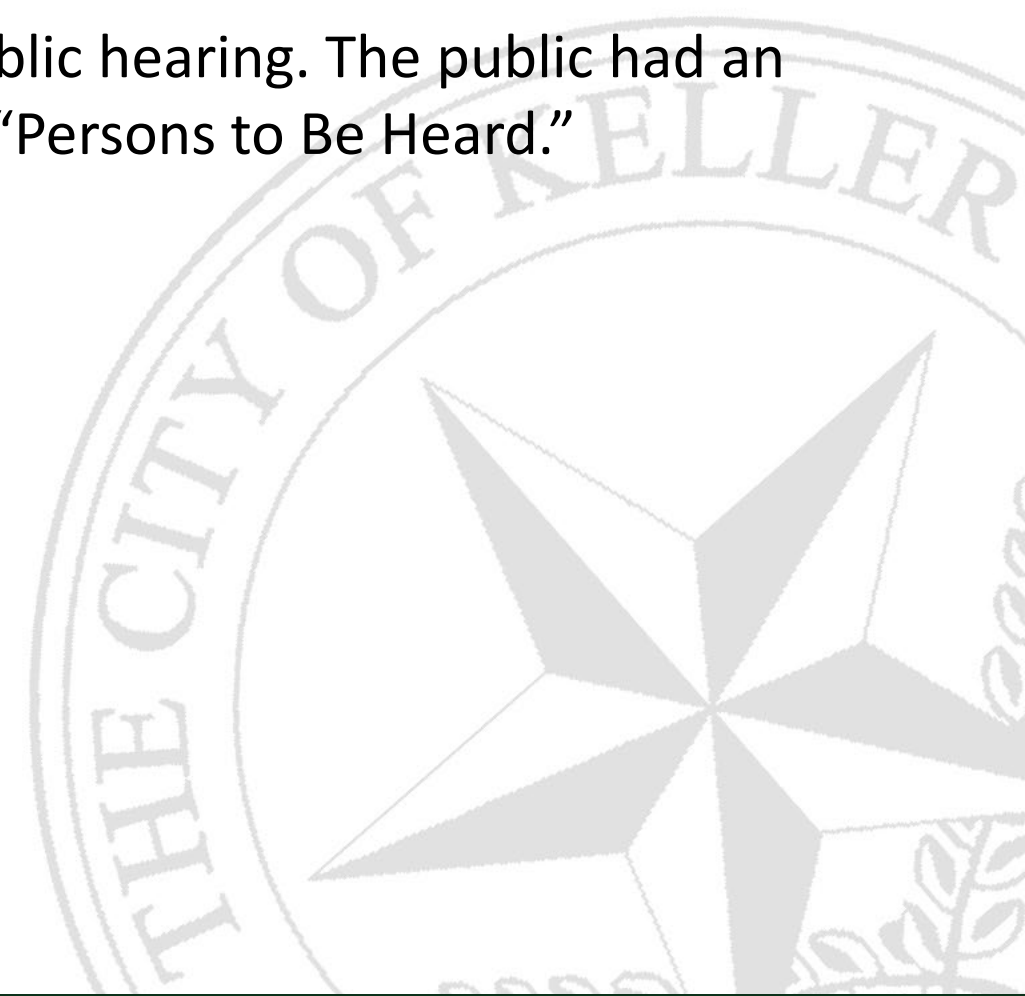 blic hearing. The public had an
“Persons to Be Heard.”
THE CITY OF KELLER